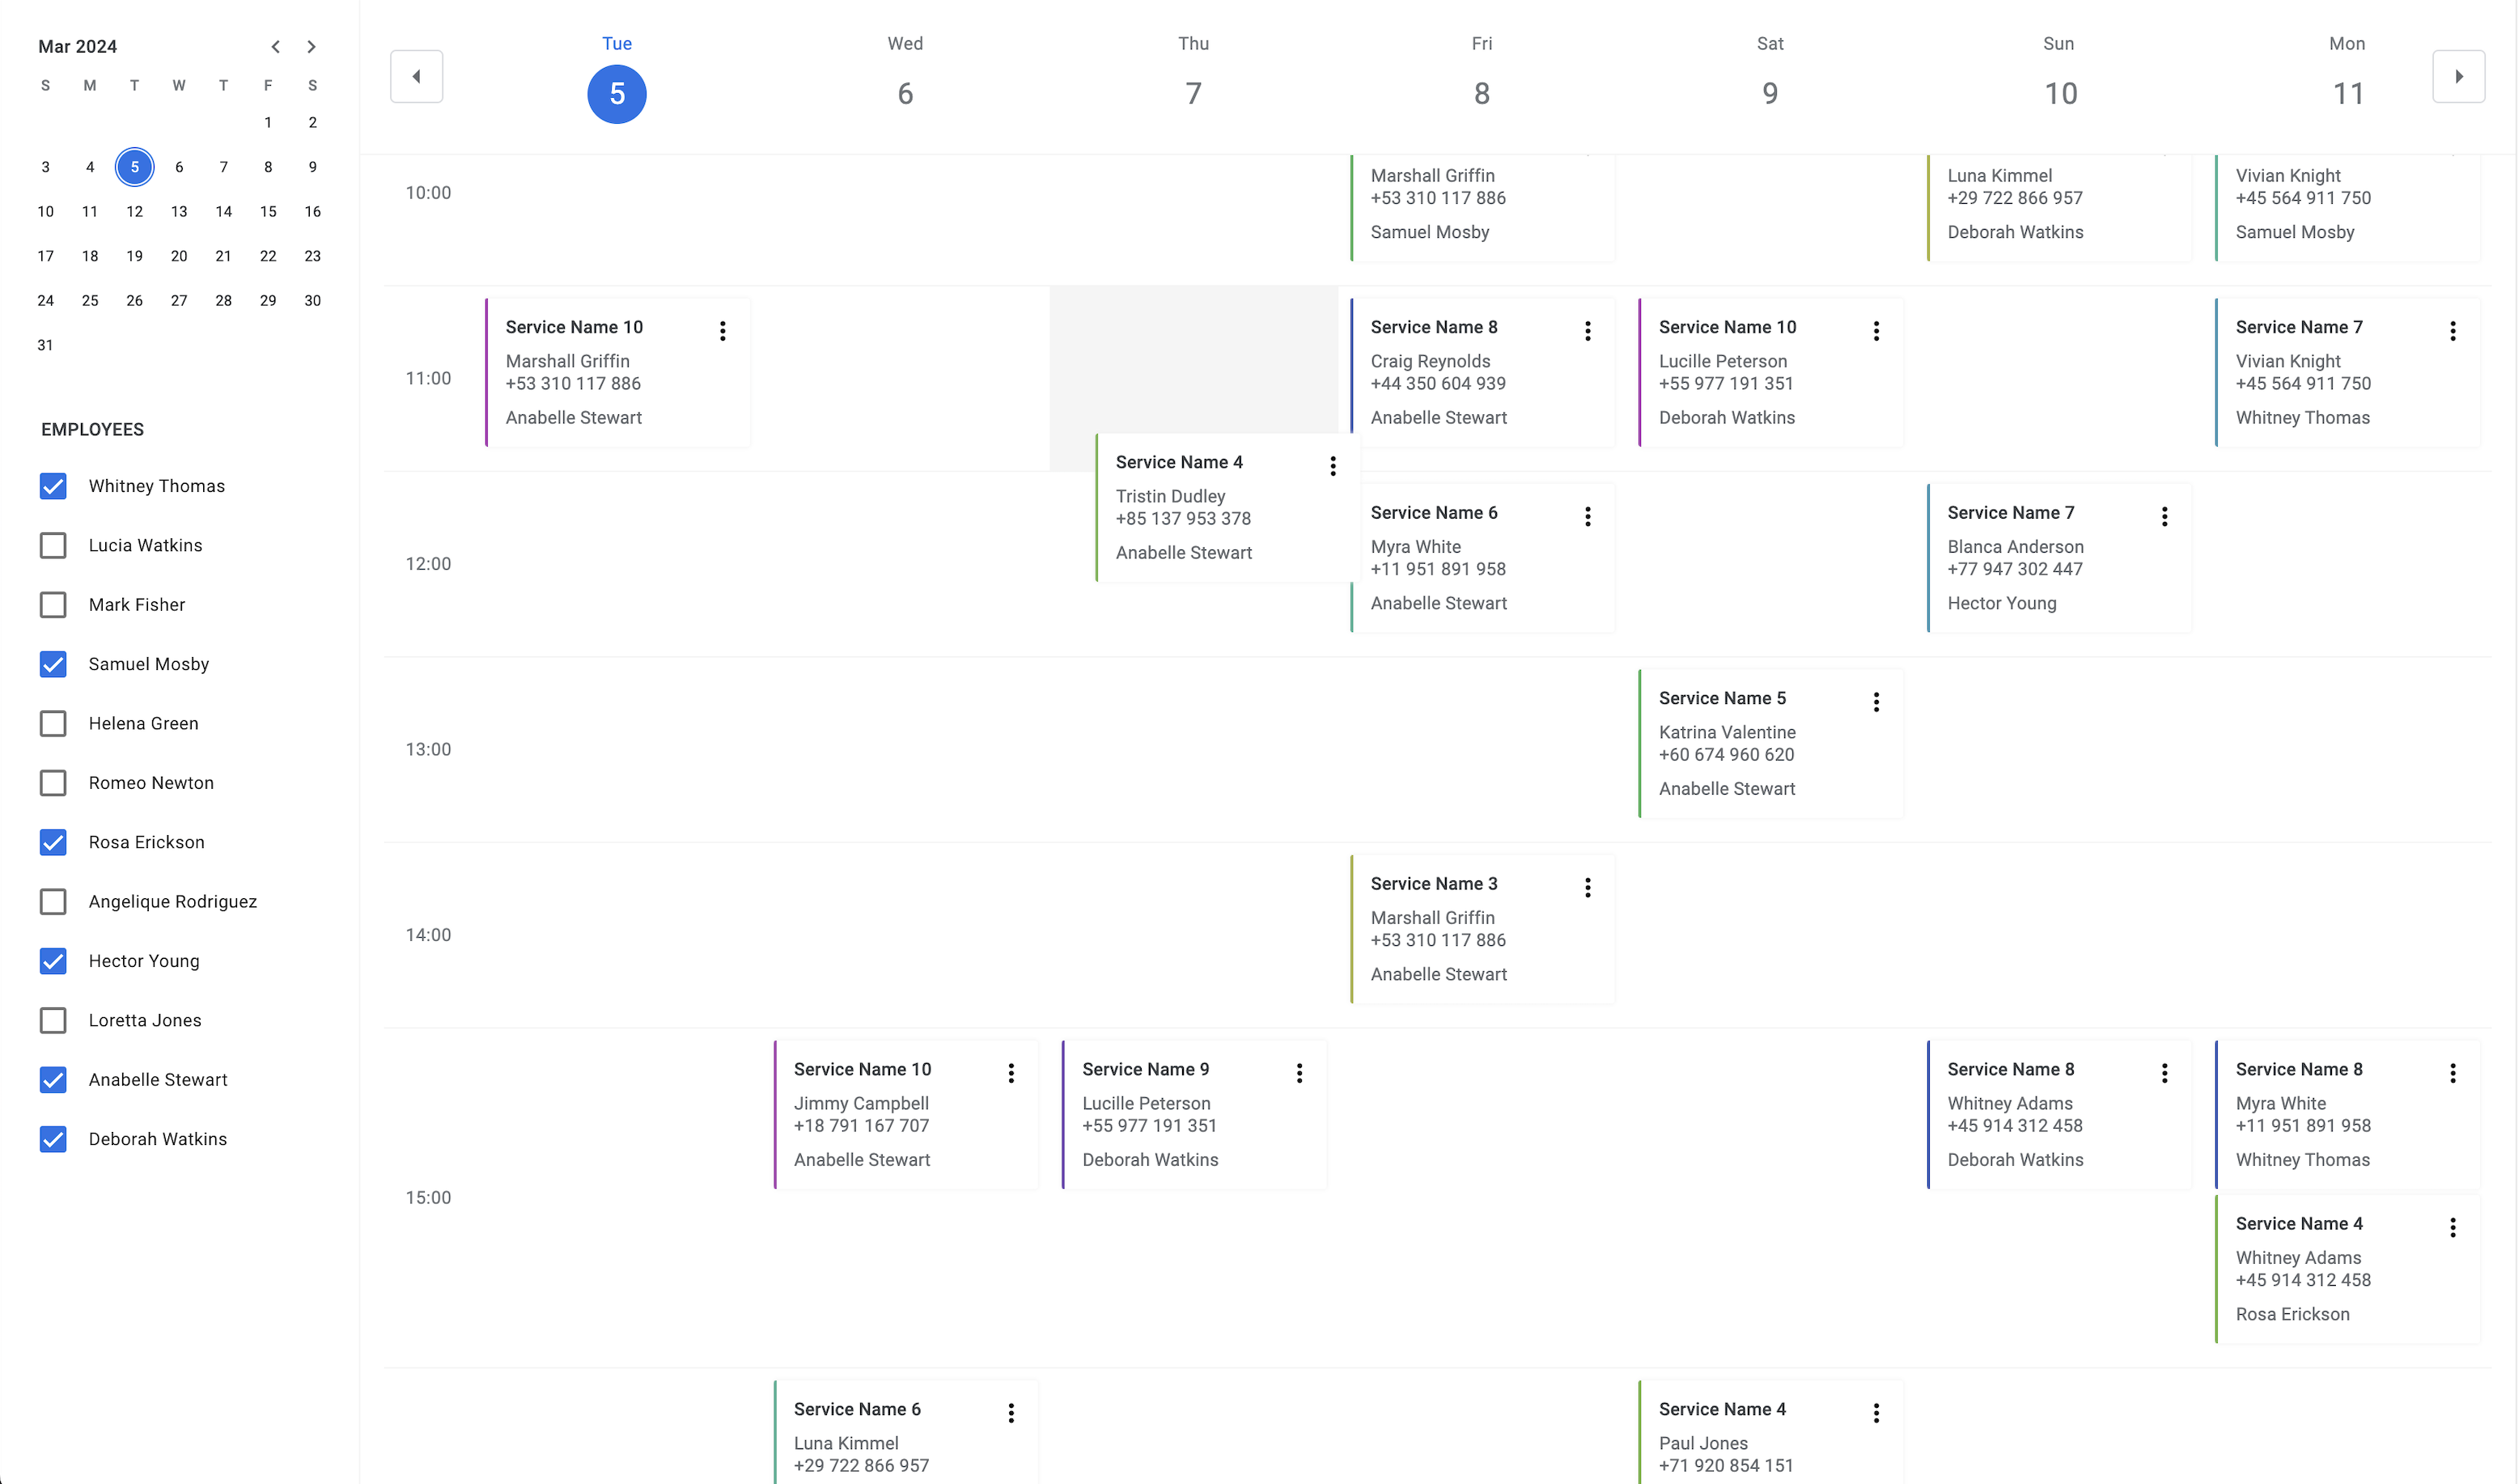 Mar 2024
S M T W T F S
1 2
3 4 5 6 7 8 9
10 11 12 13 14 15 16
17 18 19 20 21 22 23
24 25 26 27 28 29 30
31
EMPLOYEES
Whitney Thomas
Lucia Watkins
Mark Fisher
Samuel Mosby
Helena Green
Romeo Newton
Rosa Erickson
Angelique Rodriguez
Hector Young
Loretta Jones
Anabelle Stewart
Deborah Watkins
Tue Wed Thu Fri Sat Sun Mon
5 6 7 8 9 10 11
10:00
Marshall Griffin
+53 310 117 886
Samuel Mosby
Luna Kimmel
+29 722 866 957
Deborah Watkins
Vivian Knight
+45 564 911 750
Samuel Mosby
11:00
Service Name 10
Marshall Griffin
+53 310 117 886
Anabelle Stewart
Service Name 8
Craig Reynolds
+44 350 604 939
Anabelle Stewart
Service Name 10
Lucille Peterson
+55 977 191 351
Deborah Watkins
Service Name 7
Vivian Knight
+45 564 911 750
Whitney Thomas
Service Name 4
Tristin Dudley
+85 137 953 378
Anabelle Stewart
12:00
Service Name 6
Myra White
+11 951 891 958
Anabelle Stewart
Service Name 7
Blanca Anderson
+77 947 302 447
Hector Young
13:00
Service Name 5
Katrina Valentine
+60 674 960 620
Anabelle Stewart
14:00
Service Name 3
Marshall Griffin
+53 310 117 886
Anabelle Stewart
15:00
Service Name 10
Jimmy Campbell
+18 791 167 707
Anabelle Stewart
Service Name 9
Lucille Peterson
+55 977 191 351
Deborah Watkins
Service Name 8
Whitney Adams
+45 914 312 458
Deborah Watkins
Service Name 8
Myra White
+11 951 891 958
Whitney Thomas
Service Name 4
Whitney Adams
+45 914 312 458
Rosa Erickson
Service Name 6
Luna Kimmel
+29 722 866 957
Service Name 4
Paul Jones
+71 920 854 151